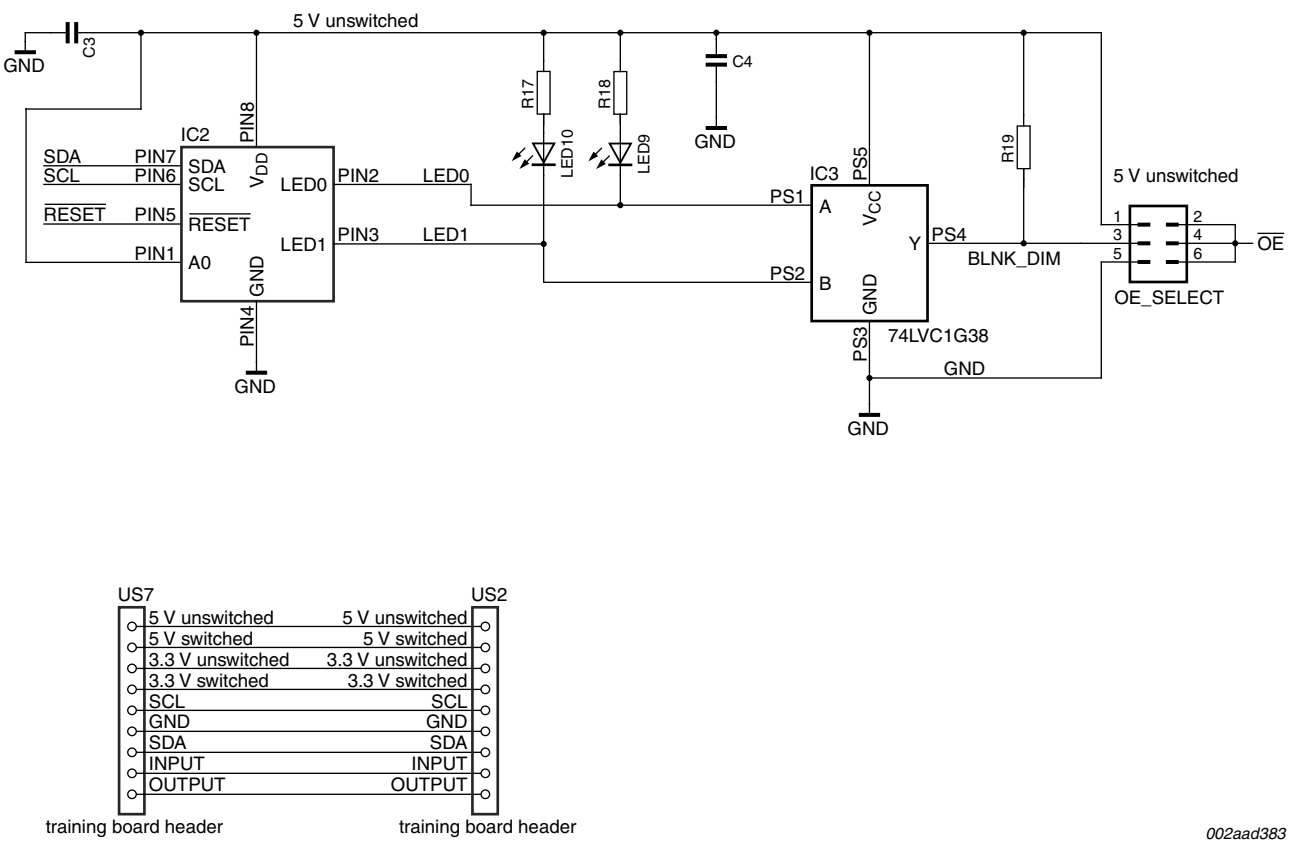 5 V unswitched
C3
GND
R17
R18
C4
GND
LED10
LED9
R19
IC2
PIN8
SDA
PIN7
SDA
VDD
SCL
PIN6
SCL
LED0
PIN2
LED0
RESET
PIN5
RESET
LED1
PIN3
LED1
PIN1
A0
GND
PIN4
GND
IC3
PS5
PS1
A
VCC
Y
PS4
BLNK_DIM
PS2
B
GND
PS3
74LVC1G38
GND
GND
5 V unswitched
1
2
3
4
5
6
OE
OE_SELECT
US7
US2
5 V unswitched
5 V unswitched
5 V switched
5 V switched
3.3 V unswitched
3.3 V unswitched
3.3 V switched
3.3 V switched
SCL
SCL
GND
GND
SDA
SDA
INPUT
INPUT
OUTPUT
OUTPUT
training board header
training board header
002aad383